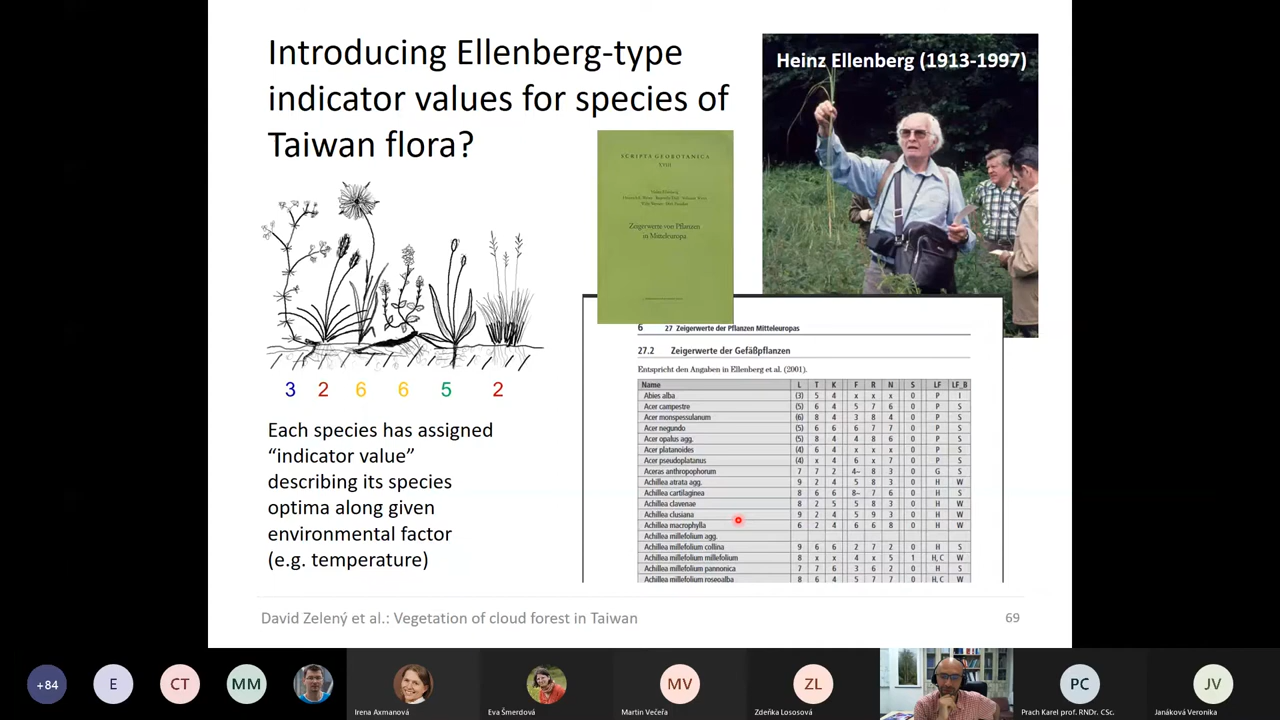 Introducing Ellenberg-type
indicator values for species of
Taiwan flora?
Heinz Ellenberg (1913-1997)
SCRIPTA GEOBOTANICA
XVIII
Zeigerwerte von Pflanzen
in Mitteleuropa
3 2 6 6 5 2
Each species has assigned
“indicator value”
describing its species
optima along given
environmental factor
(e.g. temperature)
6 27 Zeigerwerte der Pflanzen Mitteleuropas
27.2 Zeigerwerte der Gefäßpflanzen
Entspricht den Angaben in Ellenberg et al. (2001).
Name L T K F R N S LF LF_B
Abies alba (3) 5 4 x x x 0 P I
Acer campestre (5) 6 4 5 7 6 0 P S
Acer monspessulanum (6) 8 4 3 8 4 0 P S
Acer negundo (5) 6 6 6 7 7 0 P S
Acer opalus agg. (5) 8 4 4 8 6 0 P S
Acer platanoides (4) 6 4 x x x 0 P S
Acer pseudoplatanus (4) x 4 6 x 7 0 P S
Aceras anthropophorum 7 7 2 4– 8 3 0 G S
Achillea atrata agg. 9 2 4 5 8 3 0 H W
Achillea cartilaginea 8 6 6 8– 7 6 0 H S
Achillea clavenae 8 2 5 5 8 3 0 H W
Achillea clusiana 9 2 4 5 9 3 0 H W
Achillea macrophylla 6 2 4 6 6 8 0 H W
Achillea millefolium agg.
Achillea millefolium collina 9 6 6 2 7 2 0 H S
Achillea millefolium millefolium 8 x x 4 x 5 1 H, C W
Achillea millefolium pannonica 7 7 6 3 6 2 0 H S
Achillea millefolium roseoalba 8 6 4 5 7 7 0 H, C S
David Zelený et al.: Vegetation of cloud forest in Taiwan 69
+84 E CT MM MV ZL PC JV
Irena Axmanová Eva Šmerdová Martin Večeřa Zdeňka Lososová Prach Karel prof. RNDr. CSc. Janáková Veronika